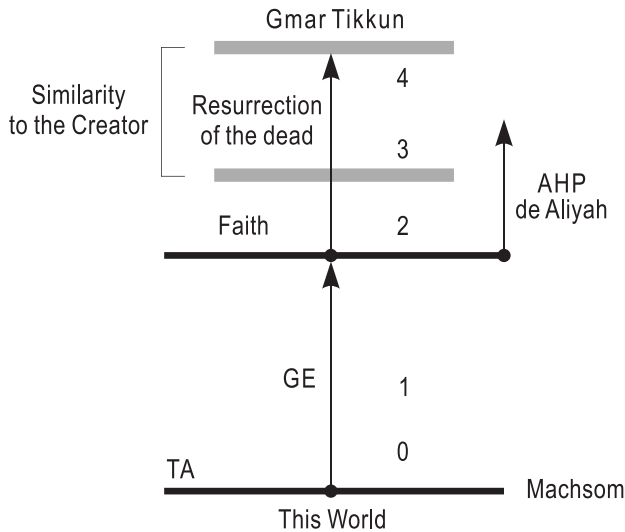 Gmar Tikkun
4
Similarity
to the Creator
Resurrection
of the dead
3
AHP
de Aliyah
Faith
2
GE
1
0
TA
Machsom
This World